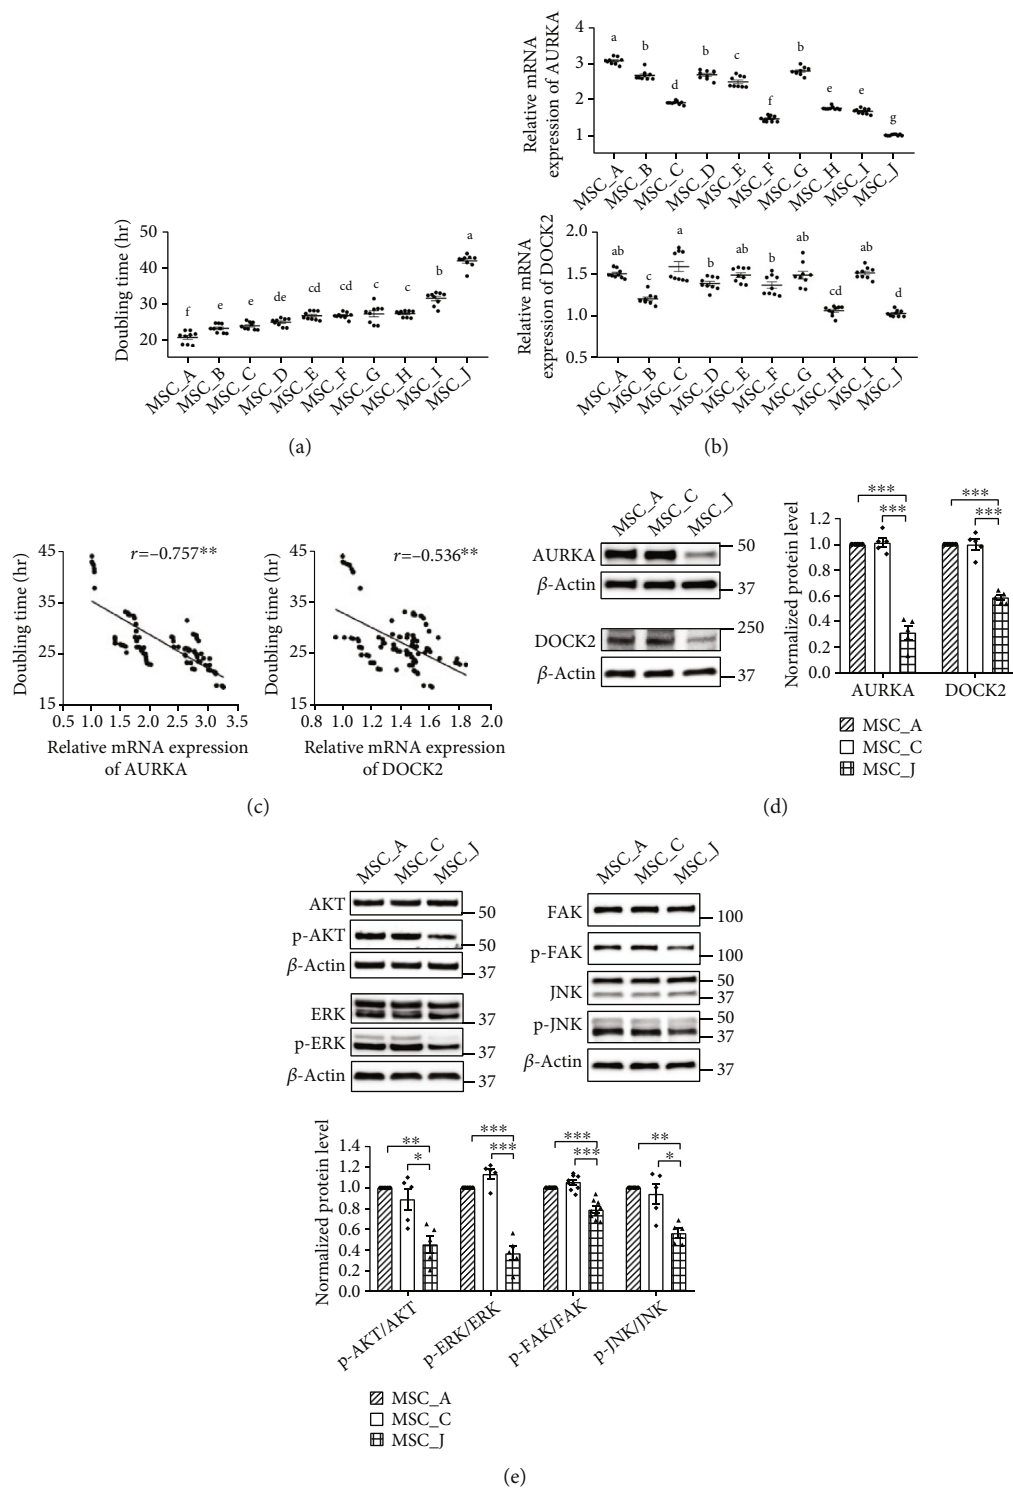 Doubling time (hr)
50
40
30
20
f
e
e
de
cd
cd
c
c
b
a
MSC_A
MSC_B
MSC_C
MSC_D
MSC_E
MSC_F
MSC_G
MSC_H
MSC_I
MSC_J
(a)
Relative mRNA
expression of AURKA
4
3
2
1
a
b
d
b
c
f
b
e
e
g
MSC_A
MSC_B
MSC_C
MSC_D
MSC_E
MSC_F
MSC_G
MSC_H
MSC_I
MSC_J
Relative mRNA
expression of DOCK2
2.0
1.5
1.0
0.5
ab
c
a
b
ab
b
ab
cd
ab
d
MSC_A
MSC_B
MSC_C
MSC_D
MSC_E
MSC_F
MSC_G
MSC_H
MSC_I
MSC_J
(b)
Doubling time (hr)
45
35
25
15
r=–0.757**
0.5 1.0 1.5 2.0 2.5 3.0 3.5
Relative mRNA expression
of AURKA
Doubling time (hr)
45
35
25
15
r=–0.536**
0.8 1.0 1.2 1.4 1.6 1.8 2.0
Relative mRNA expression
of DOCK2
(c)
MSC_A
MSC_C
MSC_J
AURKA
50
β-Actin
37
DOCK2
250
β-Actin
37
Normalized protein level
1.2
1.0
0.8
0.6
0.4
0.2
0.0
***
***
***
***
AURKA DOCK2
MSC_A
MSC_C
MSC_J
(d)
MSC_A
MSC_C
MSC_J
AKT
50
p-AKT
50
β-Actin
37
ERK
37
p-ERK
37
β-Actin
37
MSC_A
MSC_C
MSC_J
FAK
100
p-FAK
100
JNK
50
37
p-JNK
50
37
β-Actin
37
Normalized protein level
1.4
1.2
1.0
0.8
0.6
0.4
0.2
0.0
**
*
***
***
***
***
**
*
p-AKT/AKT
p-ERK/ERK
p-FAK/FAK
p-JNK/JNK
MSC_A
MSC_C
MSC_J
(e)